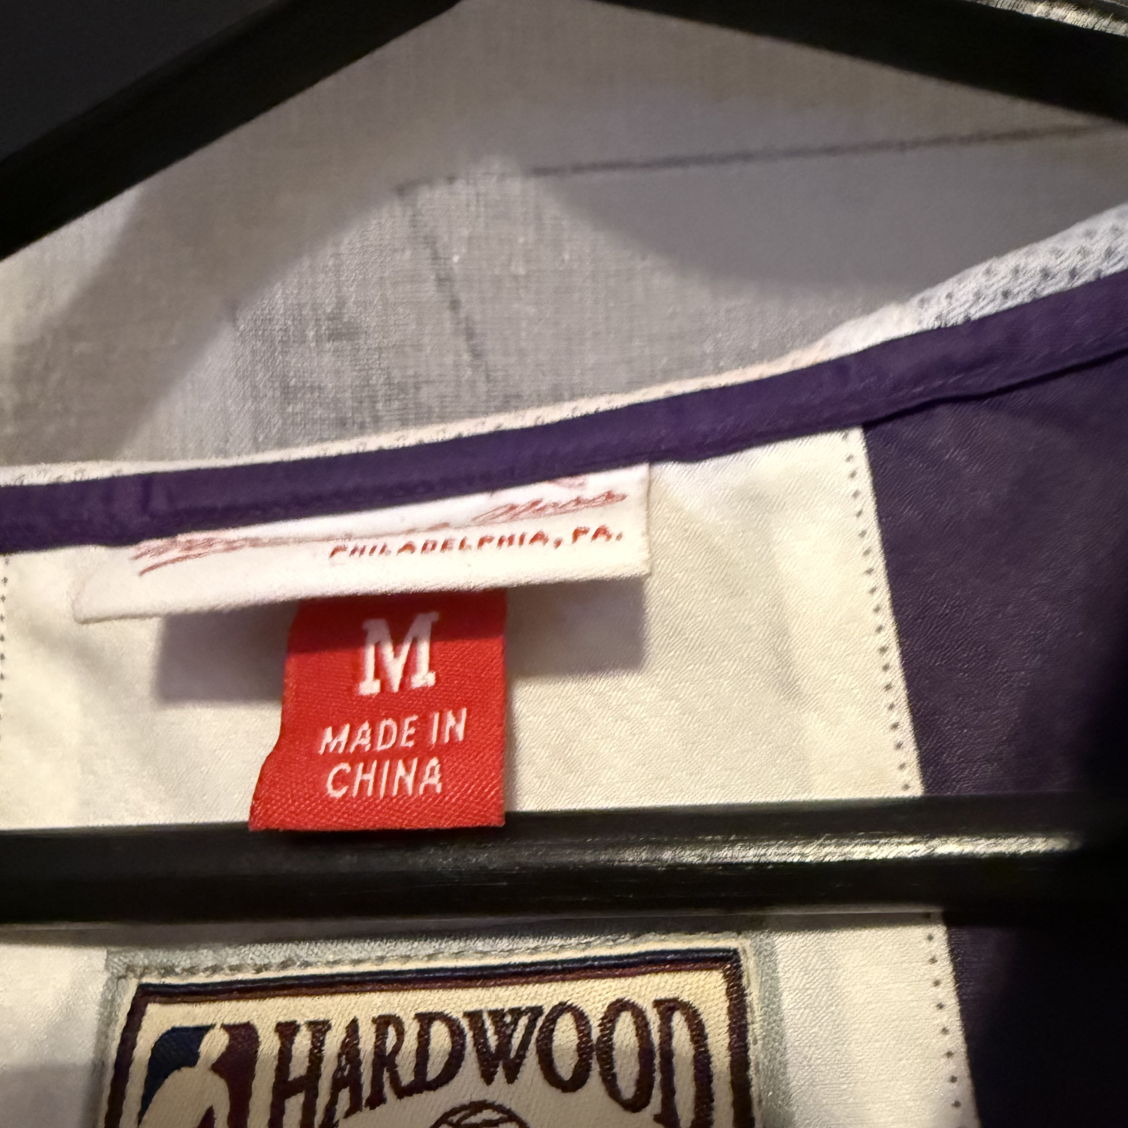 PHILADELPHIA, PA.
M
MADE IN
CHINA
HARDWOOD